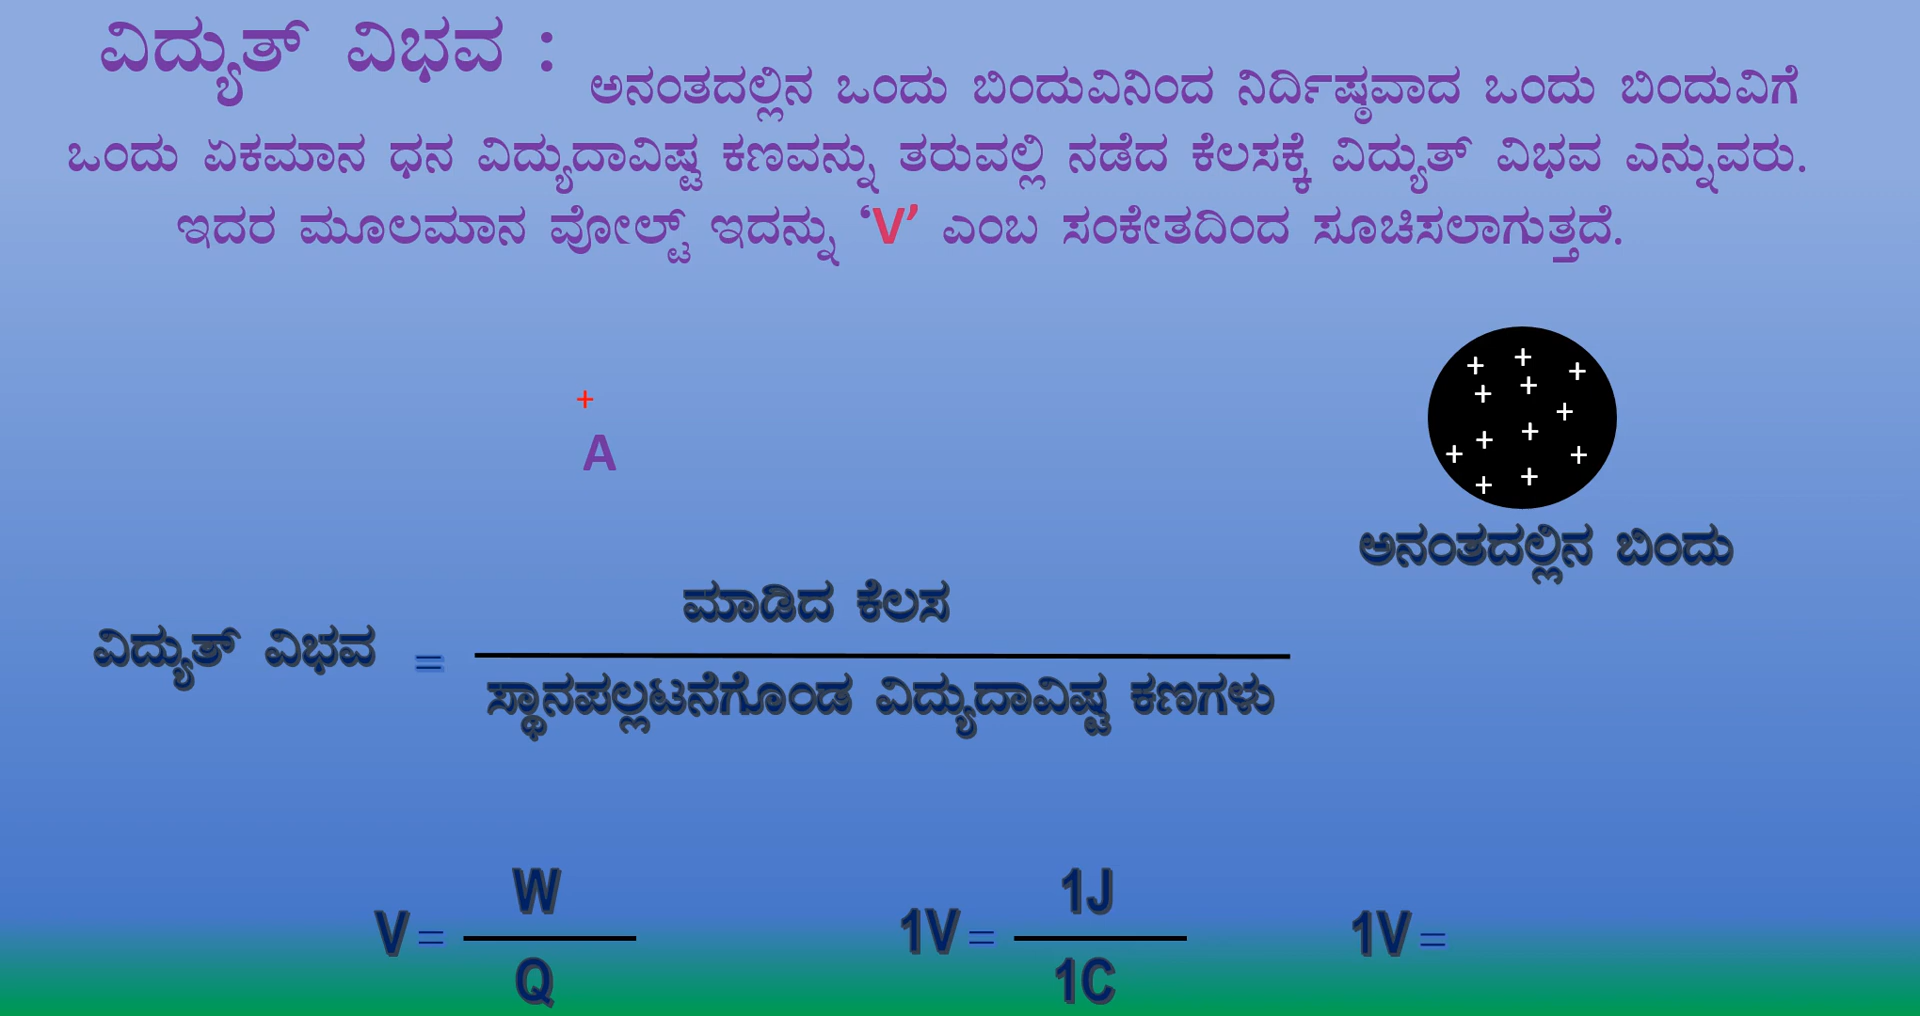 ವಿದ್ಯುತ್ ವಿಭವ : ಅನಂತದಲ್ಲಿನ ಒಂದು ಬಿಂದುವಿನಿಂದ ನಿರ್ದಿಷ್ಠವಾದ ಒಂದು ಬಿಂದುವಿಗೆ
ಒಂದು ಏಕಮಾನ ಧನ ವಿದ್ಯುದಾವಿಷ್ಟ ಕಣವನ್ನು ತರುವಲ್ಲಿ ನಡೆದ ಕೆಲಸಕ್ಕೆ ವಿದ್ಯುತ್ ವಿಭವ ಎನ್ನುವರು.
ಇದರ ಮೂಲಮಾನ ವೋಲ್ಟ್ ಇದನ್ನು ‘V’ ಎಂಬ ಸಂಕೇತದಿಂದ ಸೂಚಿಸಲಾಗುತ್ತದೆ.
+
A
+ + +
+ +
+
+ +
+ +
+ +
ಅನಂತದಲ್ಲಿನ ಬಿಂದು
ಮಾಡಿದ ಕೆಲಸ
ವಿದ್ಯುತ್ ವಿಭವ =
ಸ್ಥಾನಪಲ್ಲಟನೆಗೊಂಡ ವಿದ್ಯುದಾವಿಷ್ಟ ಕಣಗಳು
W 1J
V = 1V = 1V =
Q 1C